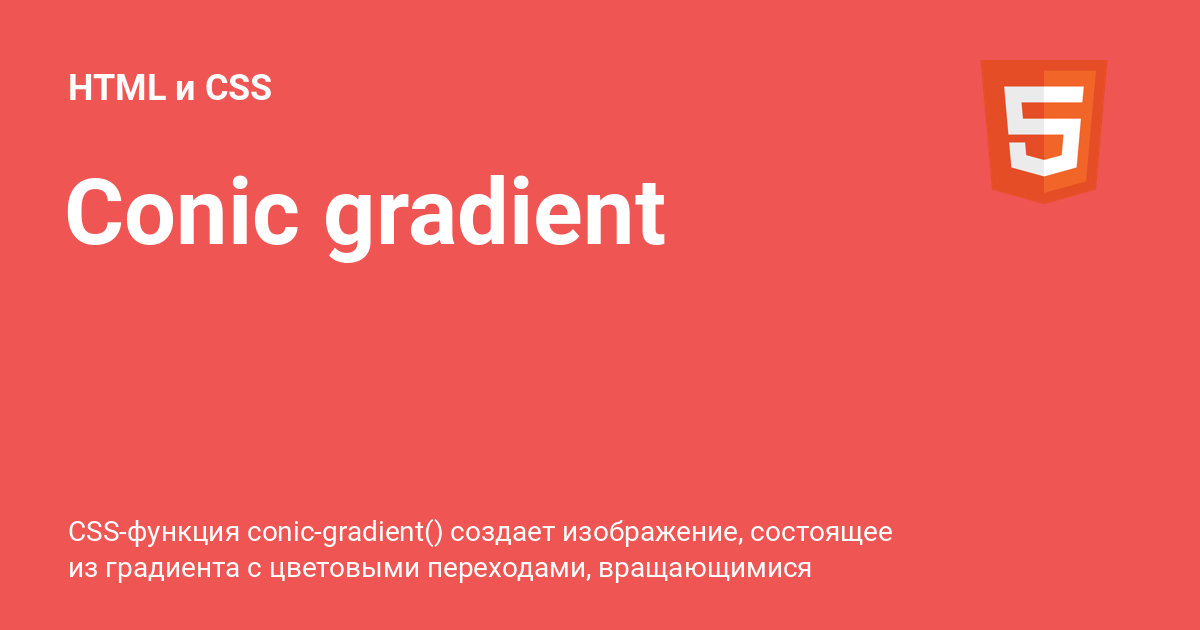 HTML и CSS
Conic gradient
CSS-функция conic-gradient() создает изображение, состоящее
из градиента с цветовыми переходами, вращающимися